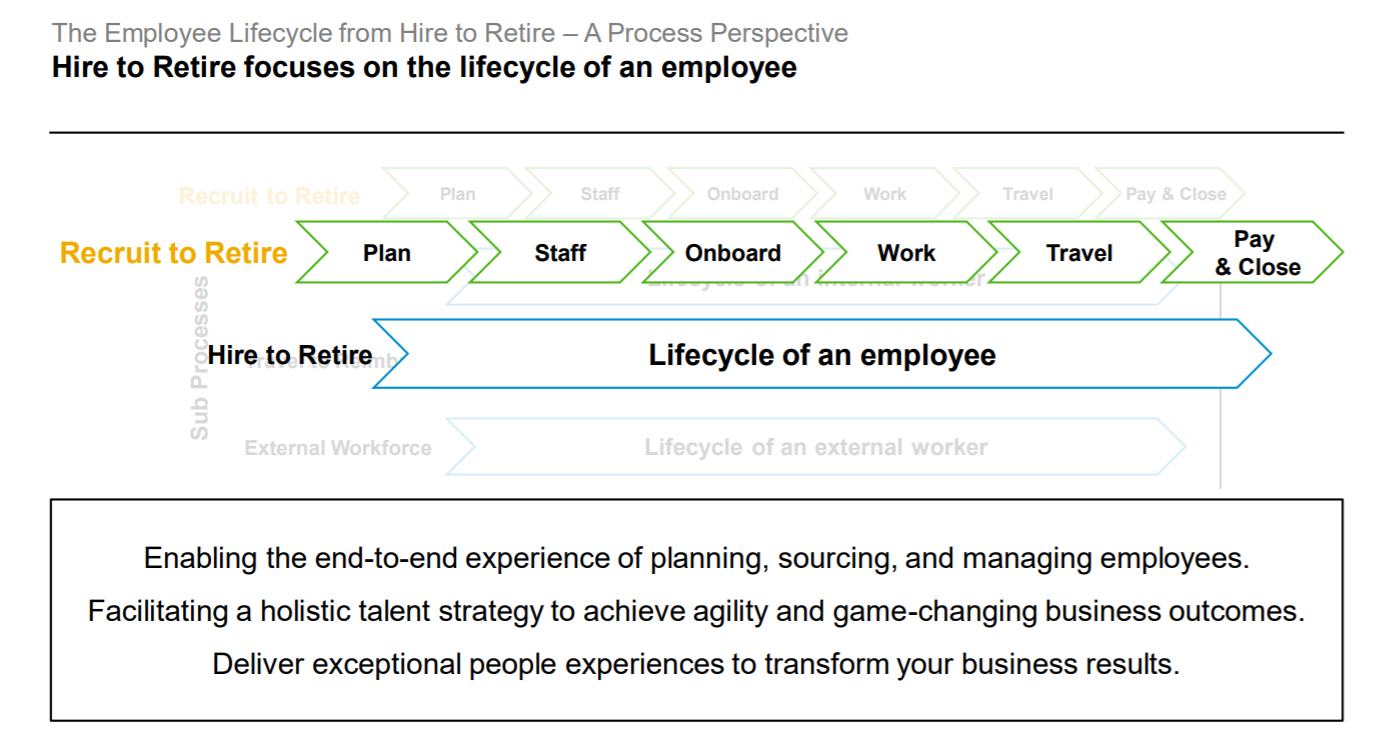 The Employee Lifecycle from Hire to Retire – A Process Perspective
Hire to Retire focuses on the lifecycle of an employee
Recruit to Retire
Plan
Staff
Onboard
Work
Travel
Pay & Close
Recruit to Retire
Plan
Staff
Onboard
Work
Travel
Pay
& Close
Lifecycle of an internal worker
Sub Processes
Hire to Retire
Lifecycle of an employee
Travel to Reimb
External Workforce
Lifecycle of an external worker
Enabling the end-to-end experience of planning, sourcing, and managing employees.
Facilitating a holistic talent strategy to achieve agility and game-changing business outcomes.
Deliver exceptional people experiences to transform your business results.